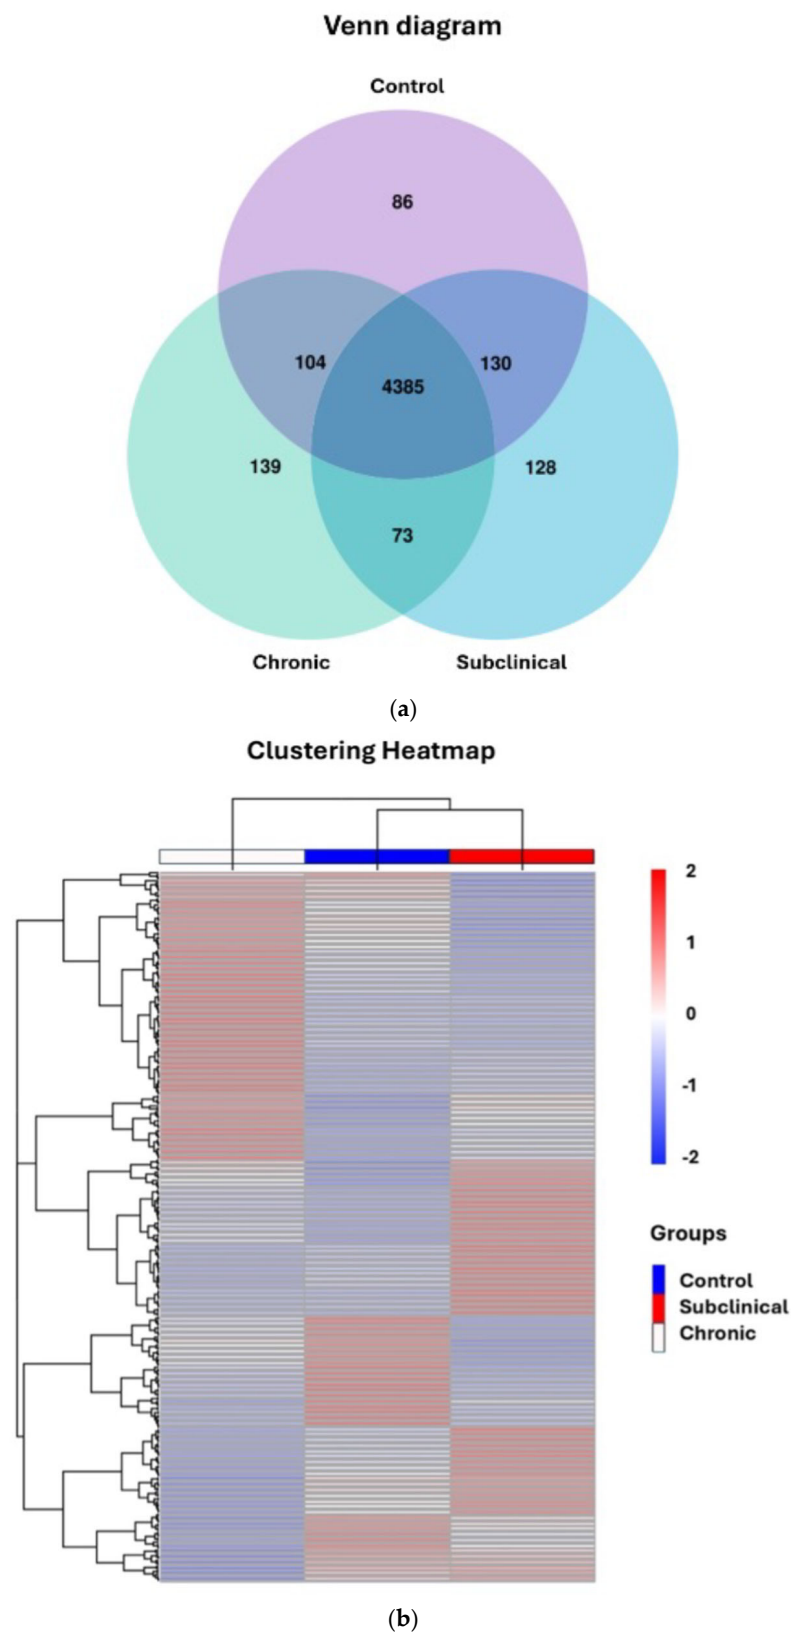 Venn diagram
Control
86
104
4385
130
139
128
73
Chronic
Subclinical
(a)
Clustering Heatmap
2
1
0
-1
-2
Groups
Control
Subclinical
Chronic
(b)